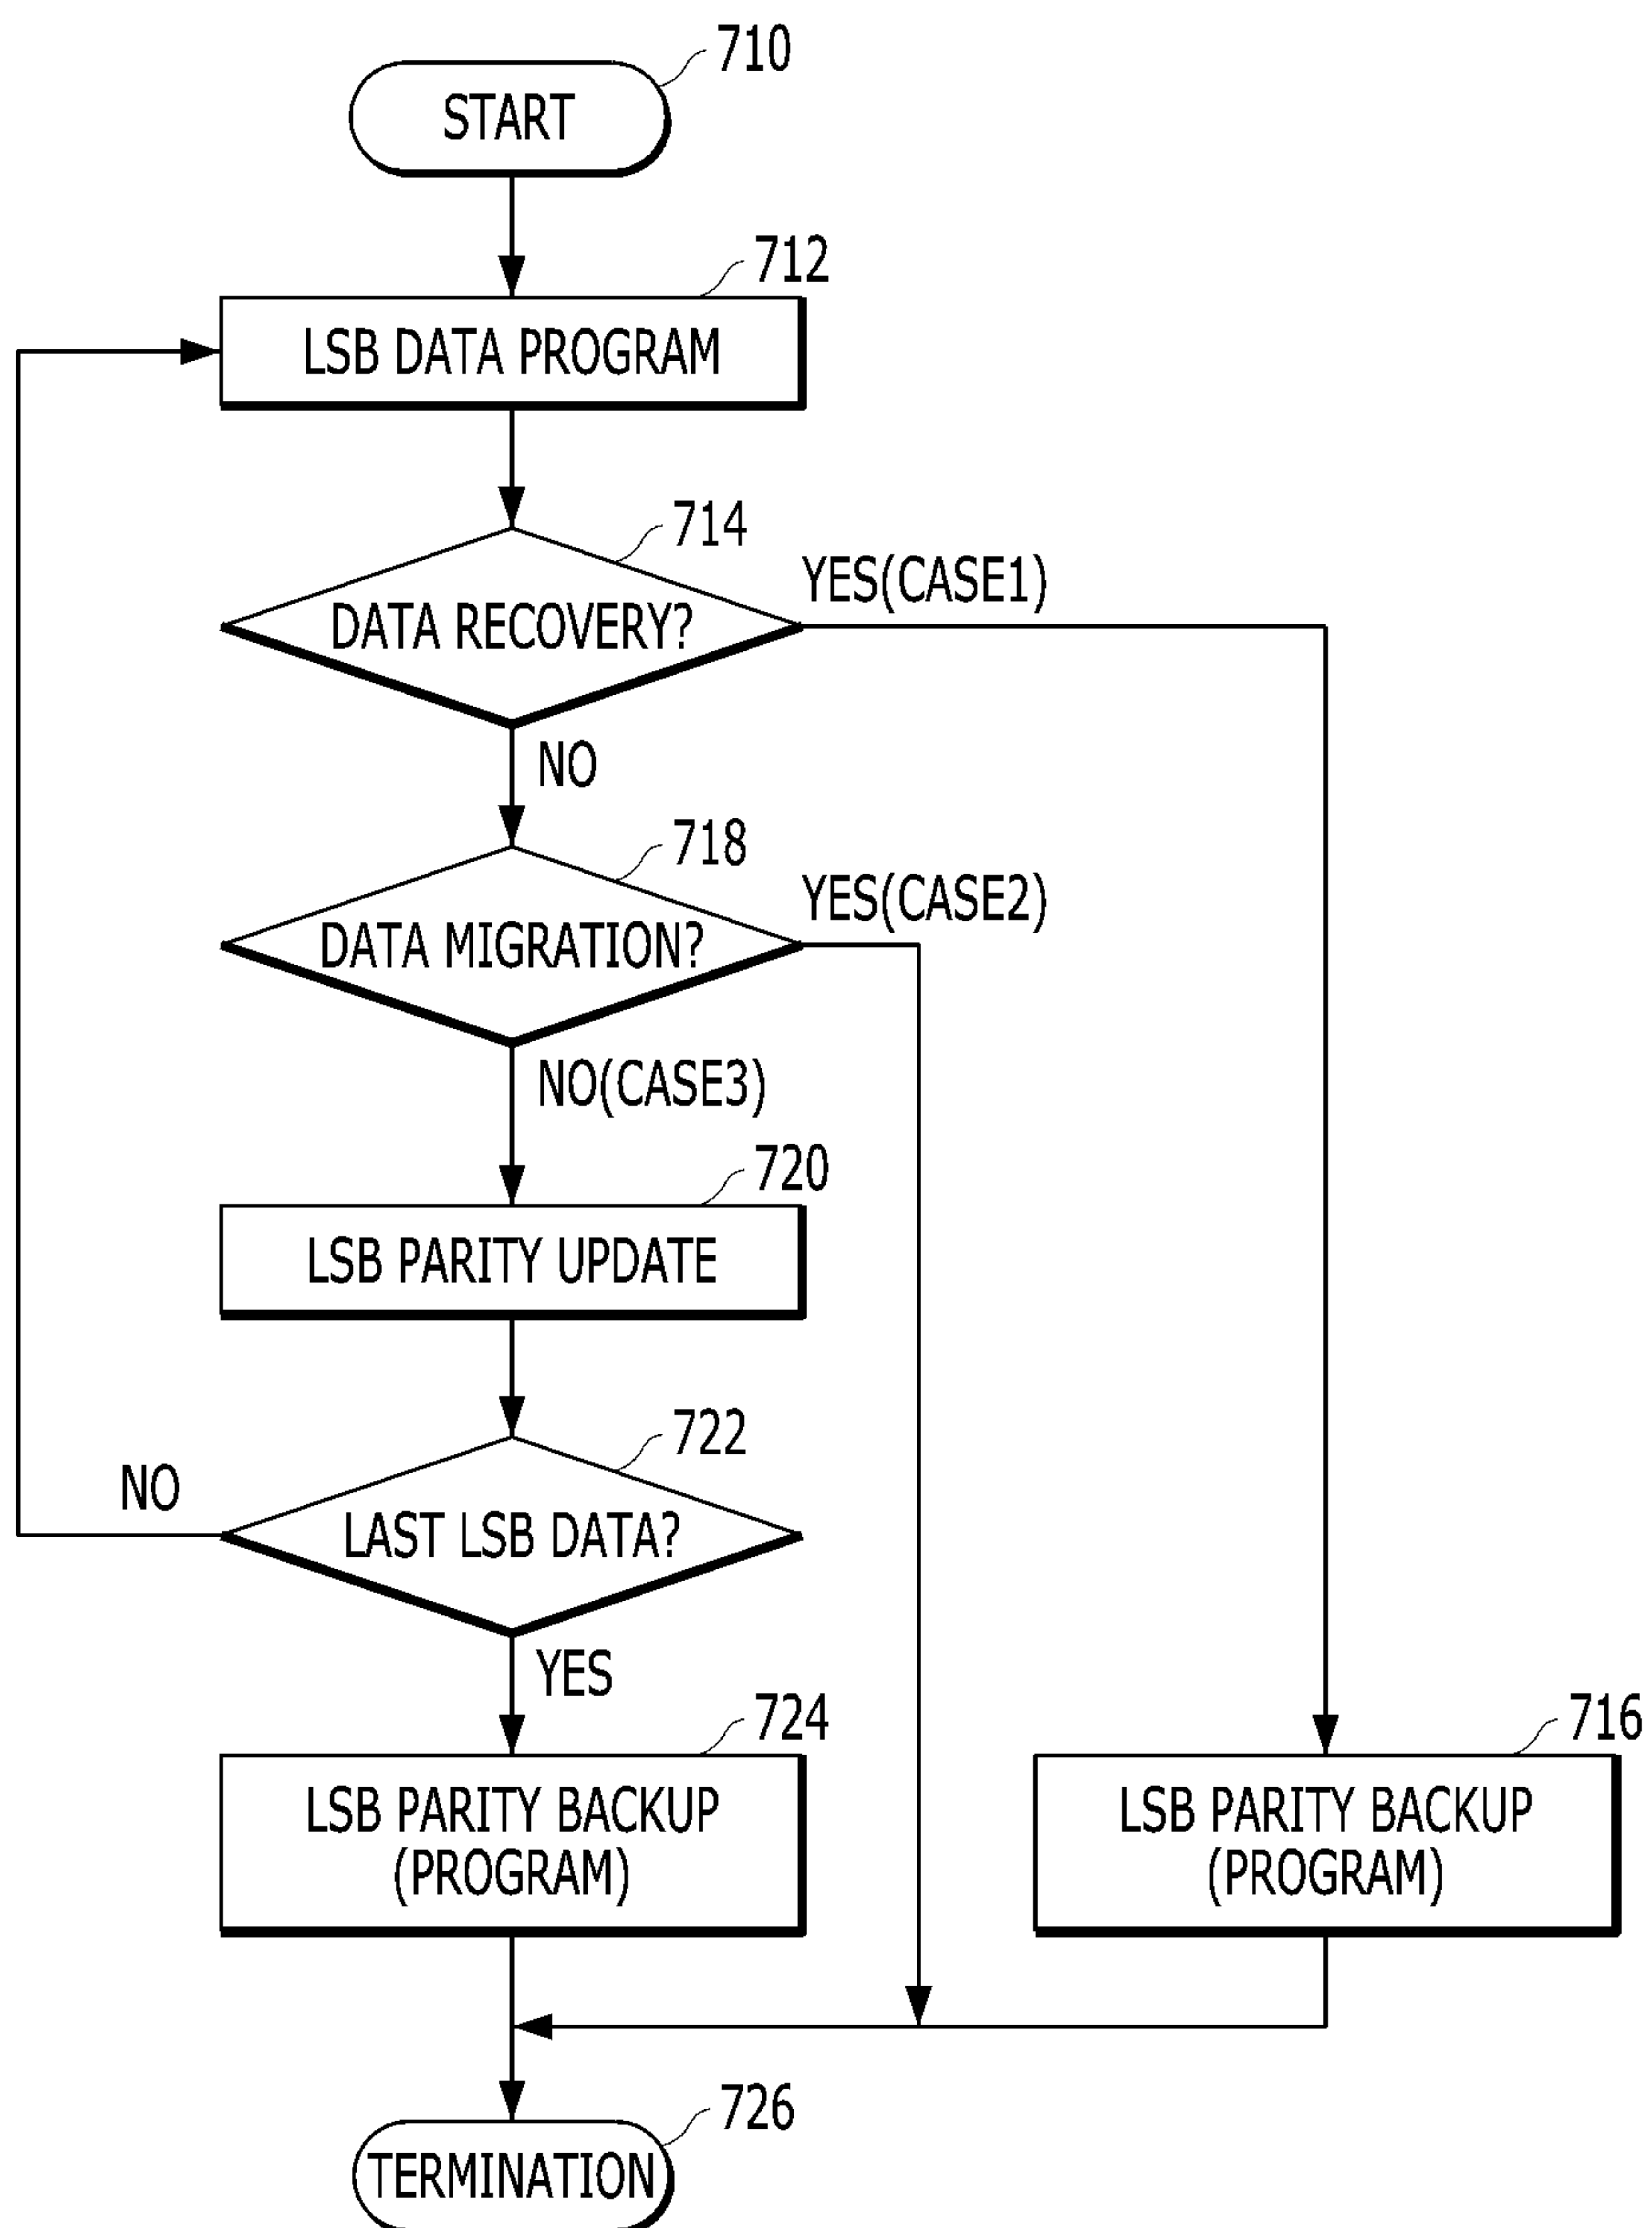 710
START
712
LSB DATA PROGRAM
714
YES(CASE1)
DATA RECOVERY?
NO
718
YES(CASE2)
DATA MIGRATION?
NO(CASE3)
720
LSB PARITY UPDATE
722
NO
LAST LSB DATA?
YES
724
716
LSB PARITY BACKUP
(PROGRAM)
LSB PARITY BACKUP
(PROGRAM)
726
TERMINATION